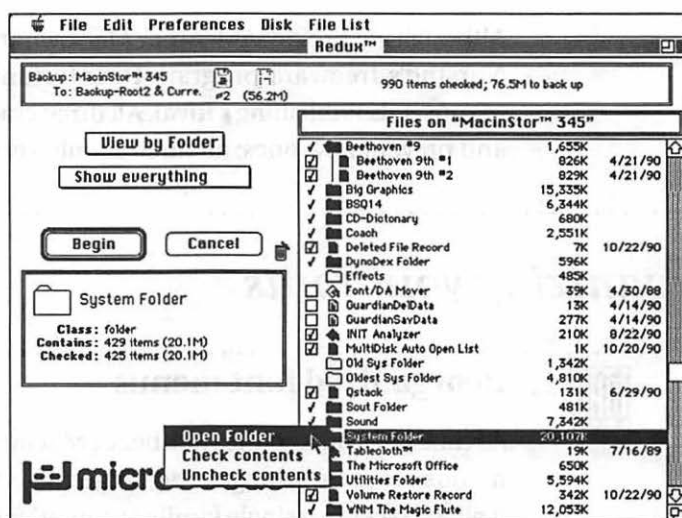 File Edit Preferences Disk File List
Redux™
Backup: MacinStor™ 345
To: Backup-Root2 & Curre.
#2 (56.2M)
990 items checked; 76.5M to back up
View by Folder
Show everything
Begin Cancel
System Folder
Class: folder
Contains: 429 items (20.1M)
Checked: 425 items (20.1M)
Open Folder
Check contents
Uncheck contents
micro
Files on "MacinStor™ 345"
Beethoven #9 1,655K
Beethoven 9th #1 826K 4/21/90
Beethoven 9th #2 829K 4/21/90
Big Graphics 15,335K
BSQ14 6,344K
CD-Dictonary 680K
Coach 2,551K
Deleted File Record 7K 10/22/90
DynoDex Folder 596K
Effects 485K
Font/DA Mover 39K 4/30/88
GuardianDelData 13K 4/14/90
GuardianSavData 277K 4/14/90
INIT Analyzer 210K 8/22/90
MultiDisk Auto Open List 1K 10/20/90
Old Sys Folder 1,342K
Oldest Sys Folder 4,810K
Qstack 131K 6/29/90
Sout Folder 481K
Sound 7,342K
System Folder 20,107K
Tablecloth™ 19K 7/16/89
The Microsoft Office 650K
Utilities Folder 5,594K
Volume Restore Record 342K 10/22/90
VNM The Magic Flute 12,053K